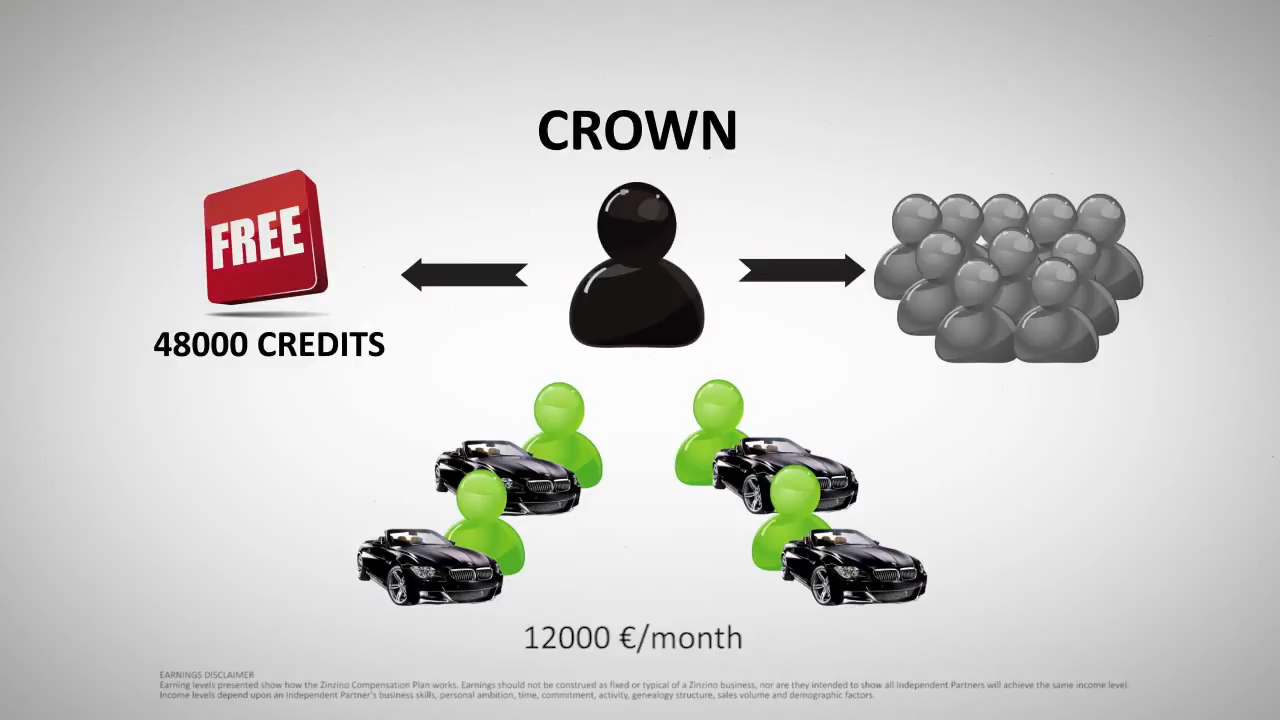 CROWN
FREE
48000 CREDITS
12000 €/month
EARNINGS DISCLAIMER
Earning levels presented show how the Zinzino Compensation Plan works. Earnings should not be construed as fixed or typical of a Zinzino business, nor are they intended to show all Independent Partners will achieve the same income level.
Income levels depend upon an Independent Partner's business skills, personal ambition, time, commitment, activity, genealogy structure, sales volume and demographic factors.